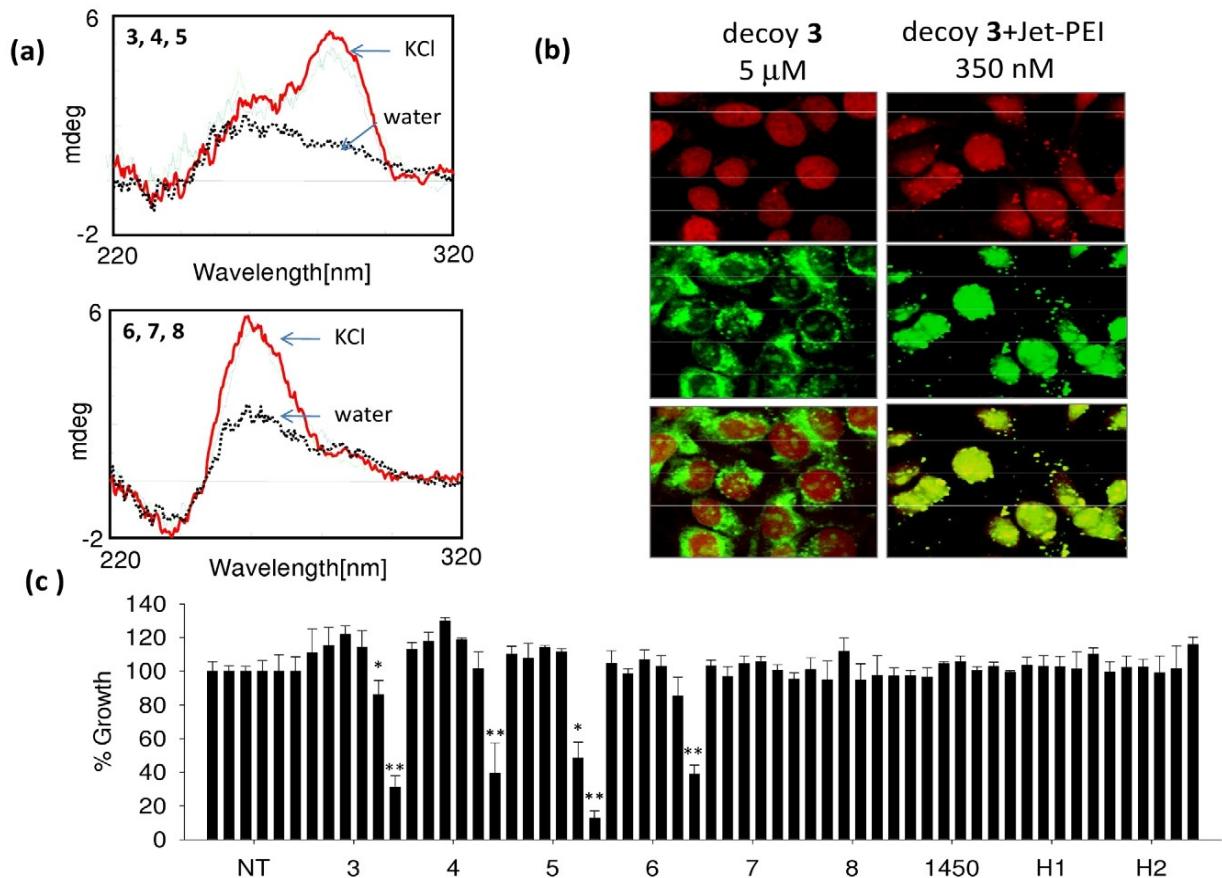 (a)
6
3, 4, 5
KCl
water
mdeg
-2
220
320
Wavelength[nm]
6
6, 7, 8
KCl
water
mdeg
-2
220
320
Wavelength[nm]
(b)
decoy 3
5 μM
decoy 3+Jet-PEI
350 nM
(c )
% Growth
140
120
100
80
60
40
20
0
*
**
**
*
**
**
NT 3 4 5 6 7 8 1450 H1 H2